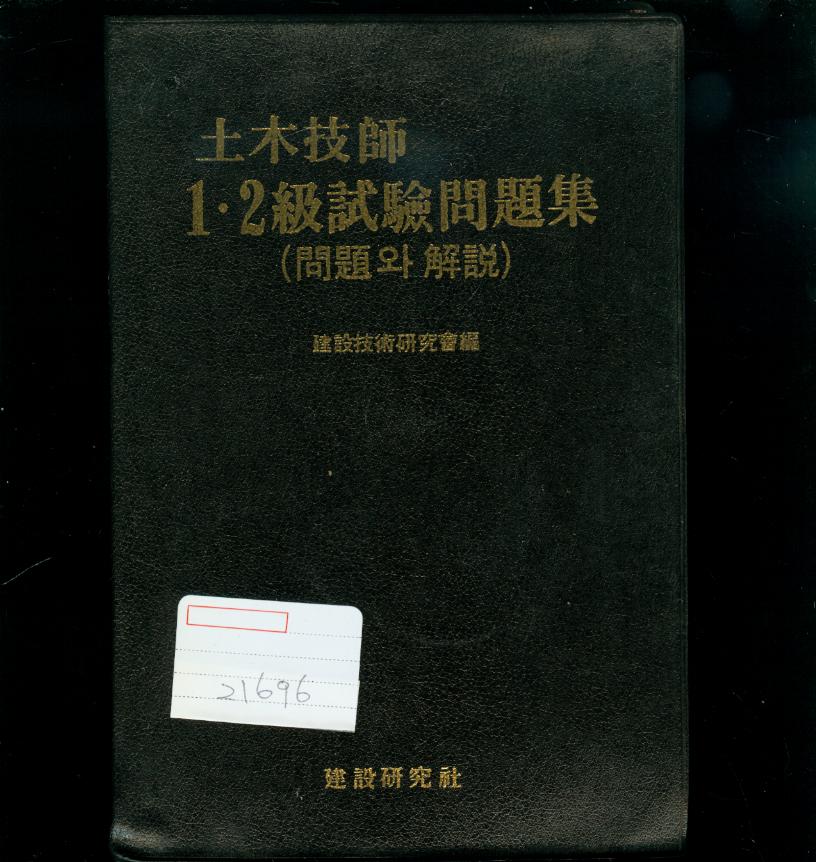 土木技師
1·2級試驗問題集
(問題와 解説)
建設技術研究會編
21696
建設研究社